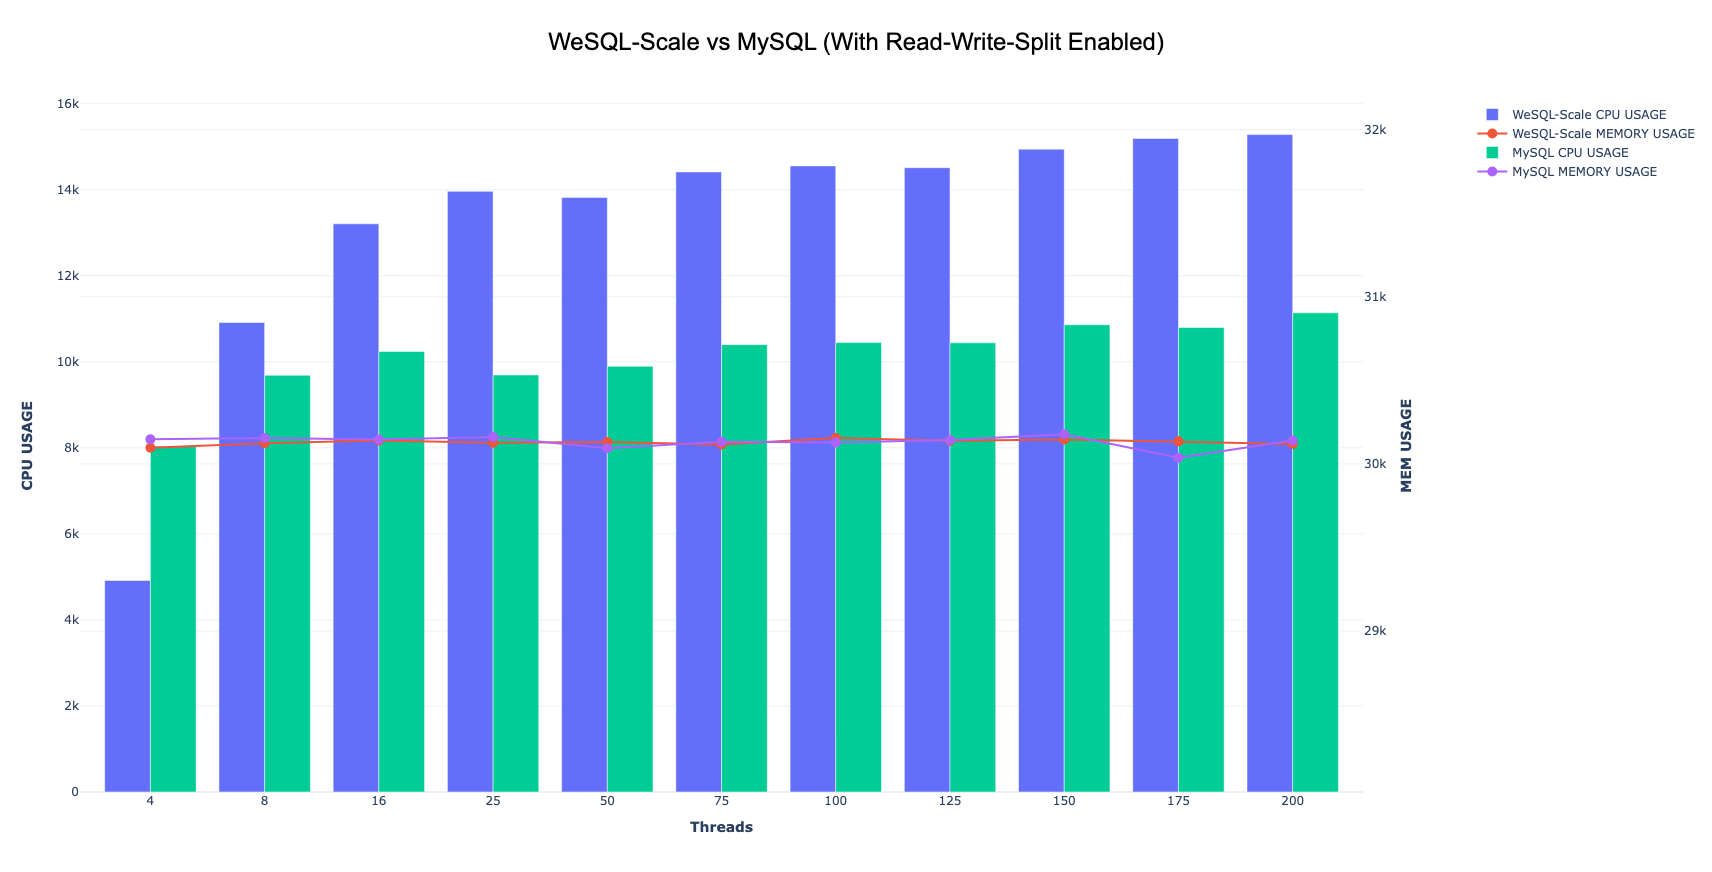 WeSQL-Scale vs MySQL (With Read-Write-Split Enabled)
WeSQL-Scale CPU USAGE
WeSQL-Scale MEMORY USAGE
MySQL CPU USAGE
MySQL MEMORY USAGE
CPU USAGE
16k
14k
12k
10k
8k
6k
4k
2k
0
32k
31k
30k
29k
MEM USAGE
4 8 16 25 50 75 100 125 150 175 200
Threads